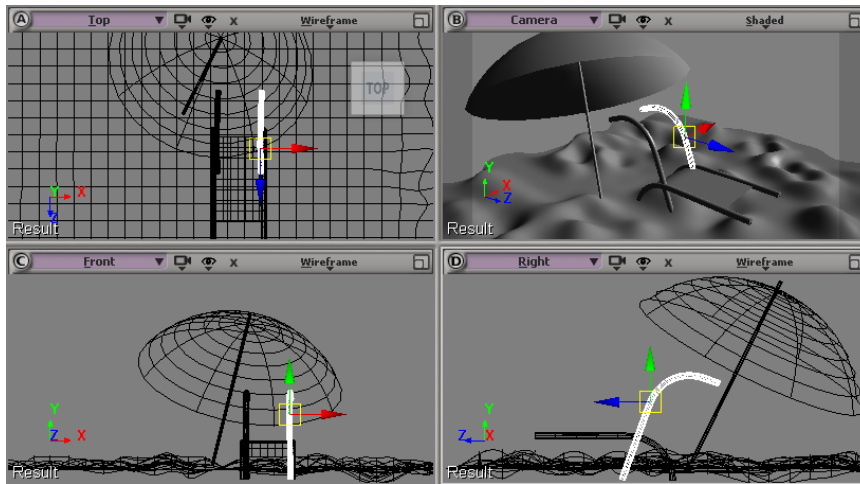 A Top x Wireframe
B Camera Shaded
TOP
Y
X
Z
Result
Y
X
Z
Result
C Front x Wireframe
D Right x Wireframe
Y
Z X
Result
Y
Z X
Result